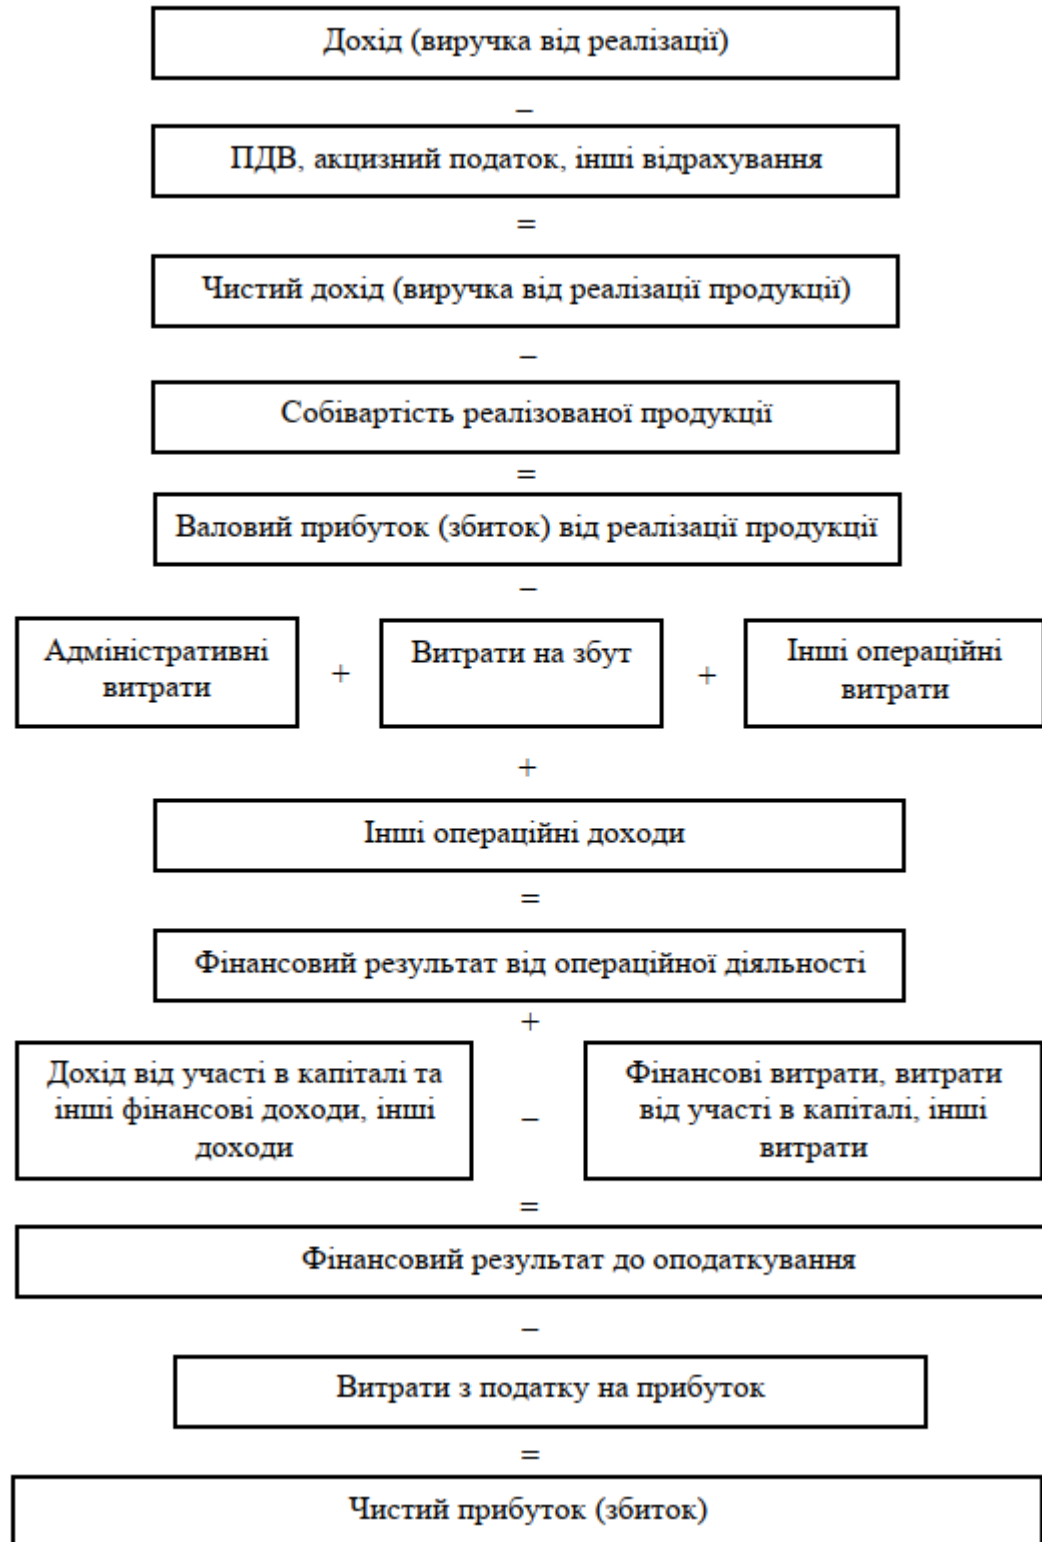 Дохід (виручка від реалізації)
–
ПДВ, акцизний податок, інші відрахування
=
Чистий дохід (виручка від реалізації продукції)
–
Собівартість реалізованої продукції
=
Валовий прибуток (збиток) від реалізації продукції
–
Адміністративні
витрати
+
Витрати на збут
+
Інші операційні
витрати
+
Інші операційні доходи
=
Фінансовий результат від операційної діяльності
+
Дохід від участі в капіталі та
інші фінансові доходи, інші
доходи
–
Фінансові витрати, витрати
від участі в капіталі, інші
витрати
=
Фінансовий результат до оподаткування
–
Витрати з податку на прибуток
=
Чистий прибуток (збиток)